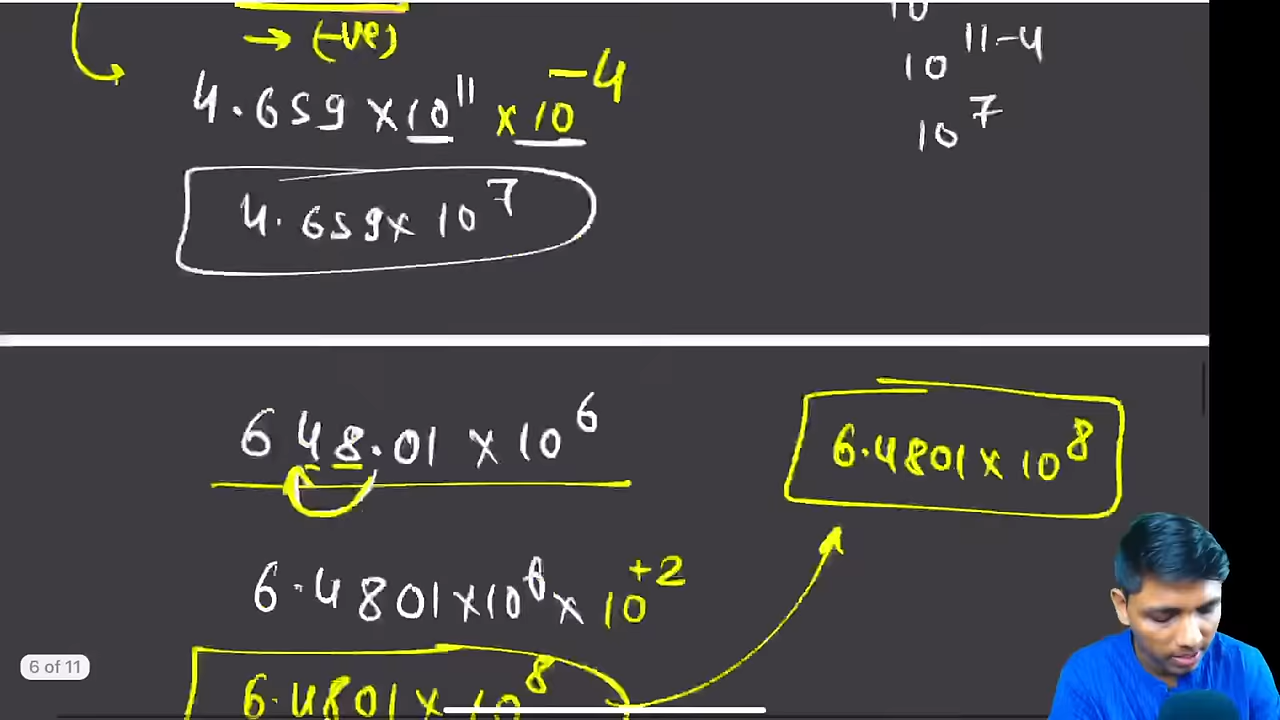 → (-ve)
4.659 ×10¹¹ × 10⁻⁴
10
10¹¹⁻⁴
10⁷
4.659× 10⁷
648.01 ×10⁶
6.4801× 10⁸
6.4801×10⁶× 10⁺²
6.4801 × 10⁸
6 of 11